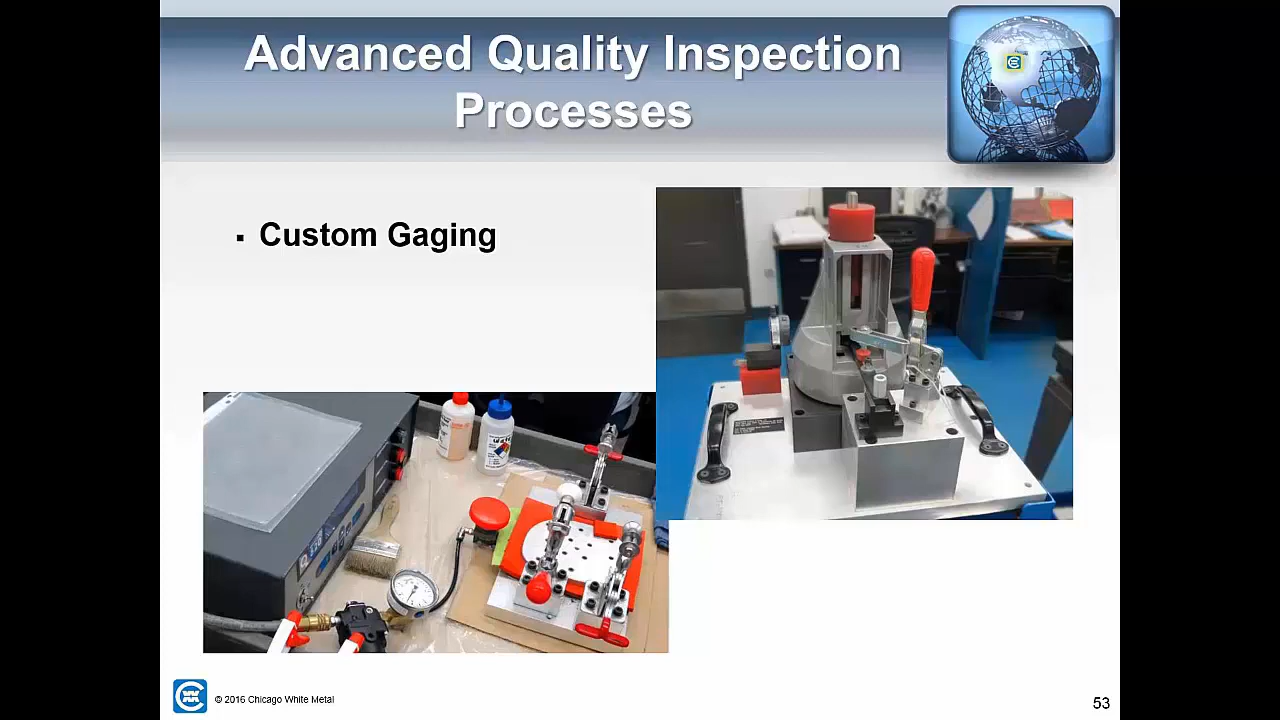 Advanced Quality Inspection
Processes
▪ Custom Gaging
© 2016 Chicago White Metal
53